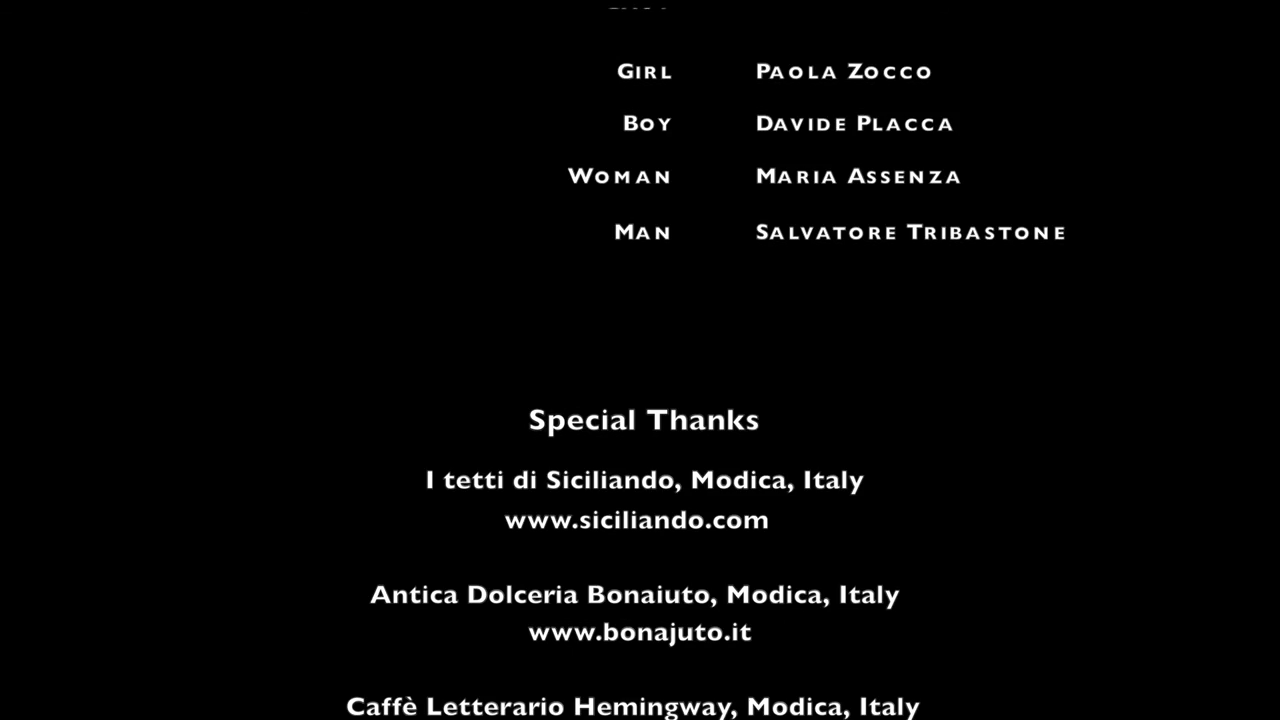 Girl Paola Zocco
Boy Davide Placca
Woman Maria Assenza
Man Salvatore Tribastone
Special Thanks
I tetti di Siciliando, Modica, Italy
www.siciliando.com
Antica Dolceria Bonaiuto, Modica, Italy
www.bonajuto.it
Caffè Letterario Hemingway, Modica, Italy